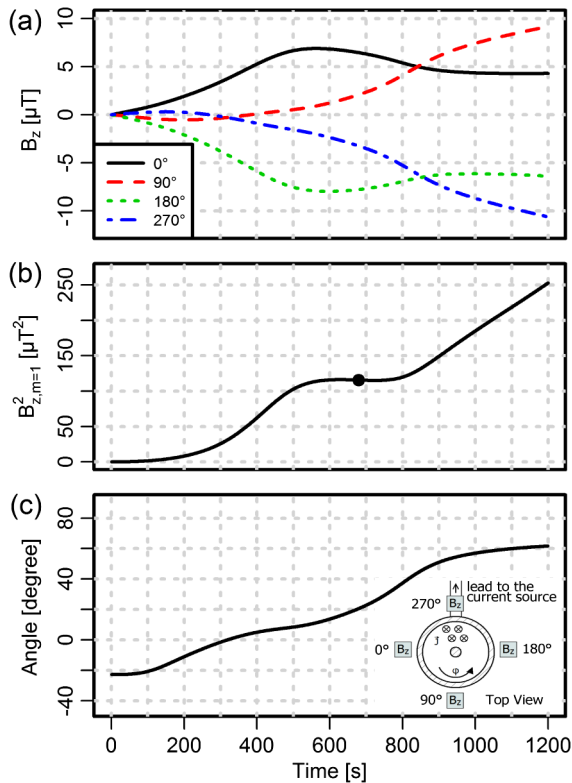 (a)
B_z [μT]
10
5
0
-5
-10
0°
90°
180°
270°
(b)
B²_z,m=1 [μT²]
250
150
50
0
(c)
Angle [degree]
80
40
0
-40
lead to the
current source
270° B_z
0° B_z
B_z 180°
J
φ
90° B_z
Top View
0 200 400 600 800 1000 1200
Time [s]